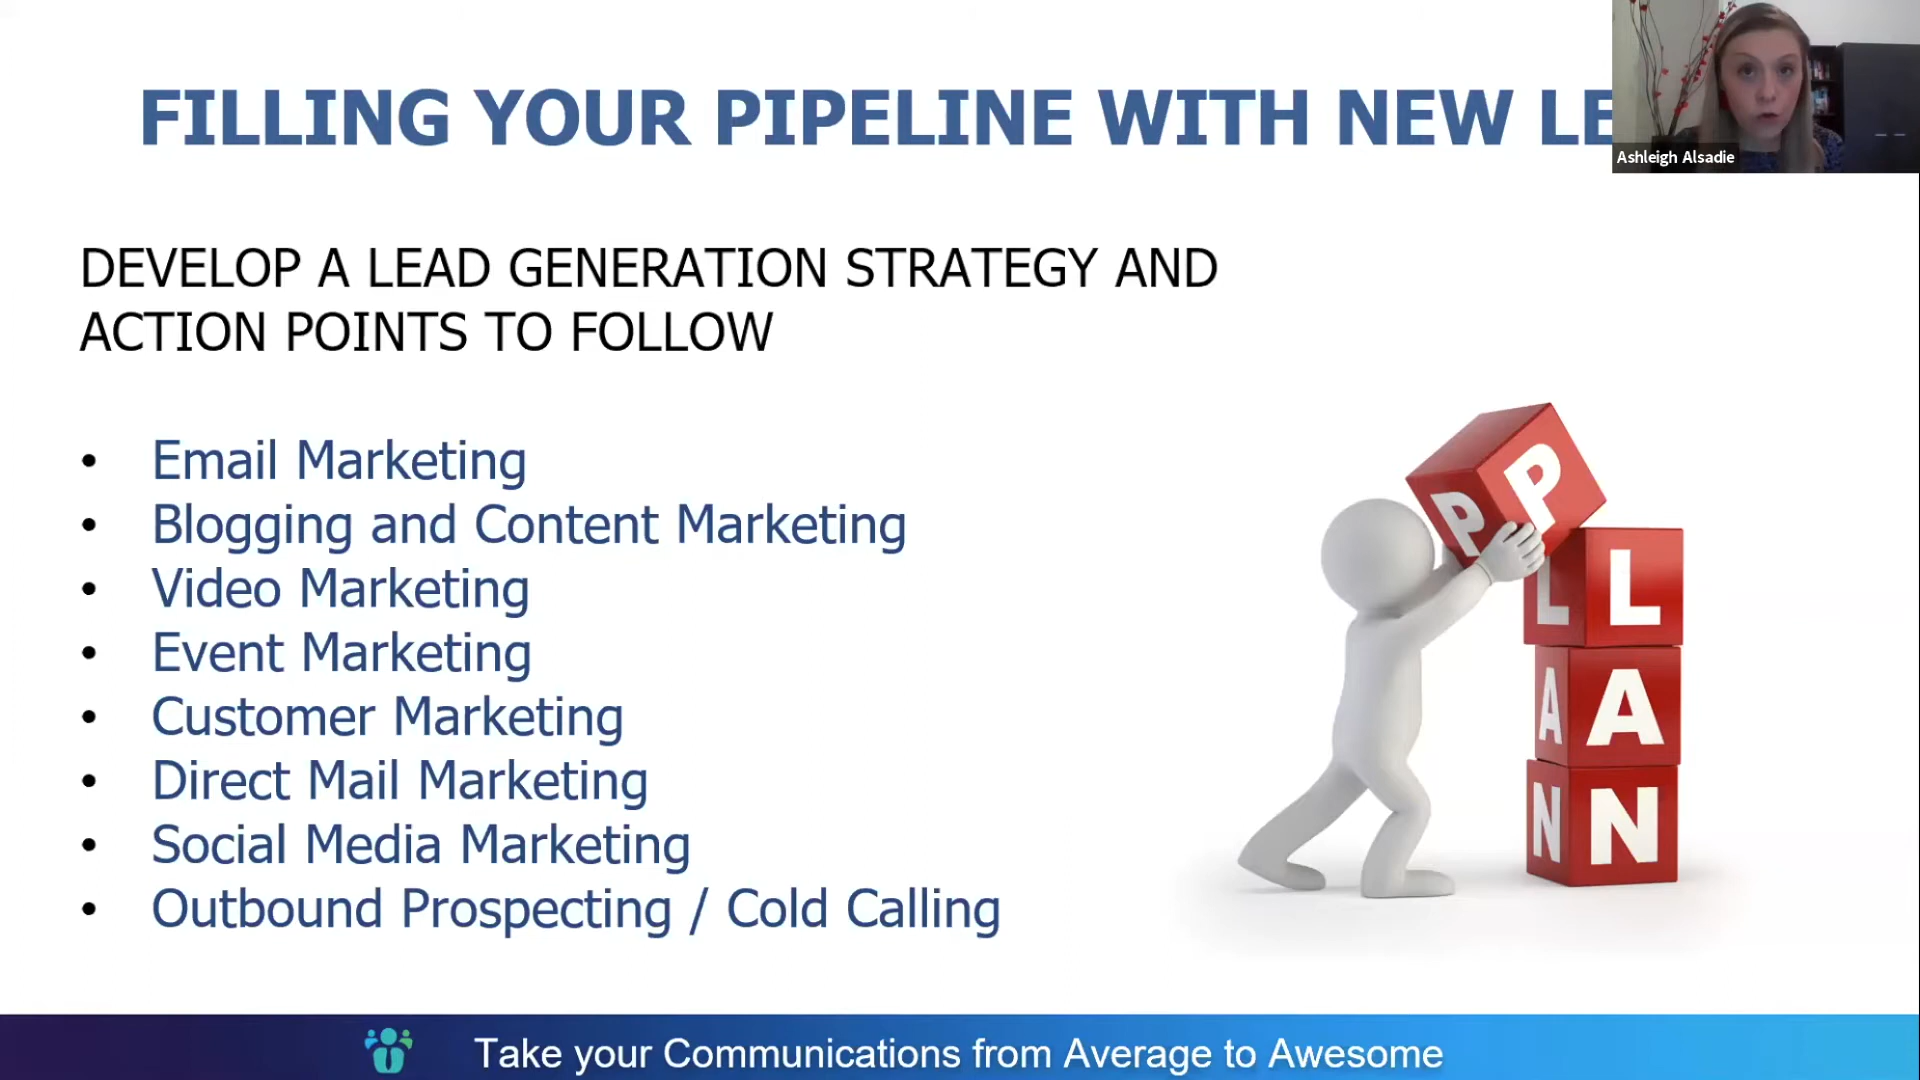 FILLING YOUR PIPELINE WITH NEW LE
Ashleigh Alsadie
DEVELOP A LEAD GENERATION STRATEGY AND
ACTION POINTS TO FOLLOW
• Email Marketing
• Blogging and Content Marketing
• Video Marketing
• Event Marketing
• Customer Marketing
• Direct Mail Marketing
• Social Media Marketing
• Outbound Prospecting / Cold Calling
P P
L L
A A
N N
Take your Communications from Average to Awesome